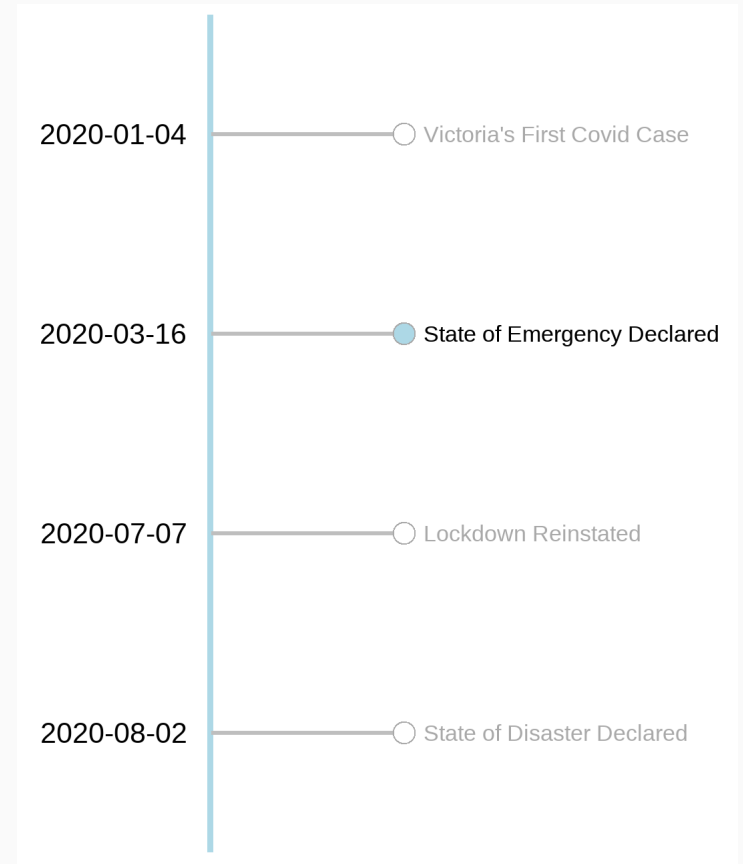 2020-01-04 Victoria's First Covid Case
2020-03-16 State of Emergency Declared
2020-07-07 Lockdown Reinstated
2020-08-02 State of Disaster Declared